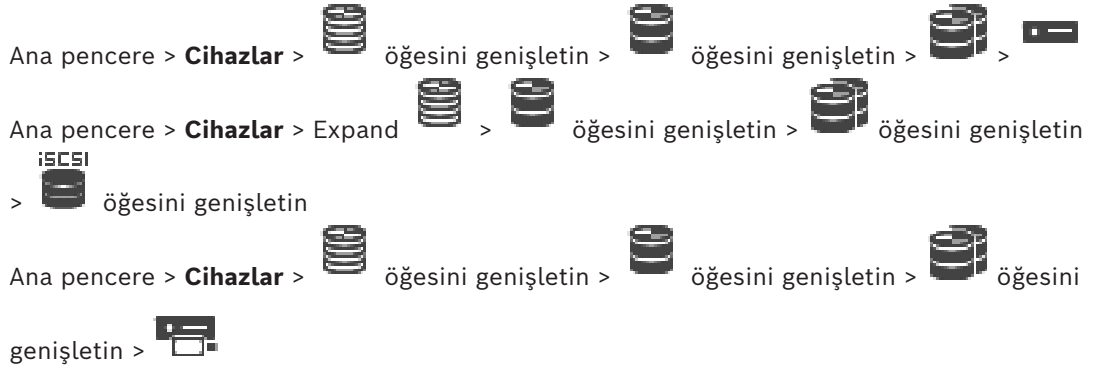 Ana pencere > Cihazlar > öğesini genişletin > öğesini genişletin > >
Ana pencere > Cihazlar > Expand > öğesini genişletin > öğesini genişletin
> iSCSI öğesini genişletin
Ana pencere > Cihazlar > öğesini genişletin > öğesini genişletin > öğesini
genişletin >